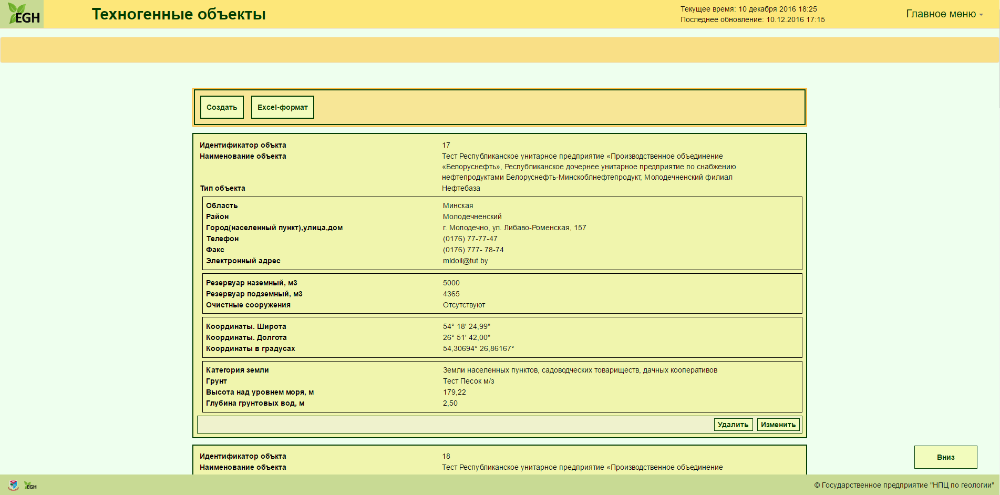 EGH
Техногенные объекты
Текущее время: 10 декабря 2016 18:25
Последнее обновление: 10.12.2016 17:15
Главное меню
Создать
Excel-формат
Идентификатор объкта 17
Наименование объекта Тест Республиканское унитарное предприятие «Производственное объединение
«Белоруснефть», Республиканское дочернее унитарное предприятие по снабжению
нефтепродуктами Белоруснефть-Минскоблнефтепродукт, Молодечненский филиал
Тип объекта Нефтебаза
Область Минская
Район Молодечненский
Город(населенный пункт),улица,дом г. Молодечно, ул. Либаво-Роменская, 157
Телефон (0176) 77-77-47
Факс (0176) 777- 78-74
Электронный адрес mldoil@tut.by
Резервуар наземный, м3 5000
Резервуар подземный, м3 4365
Очистные сооружения Отсутствуют
Координаты. Широта 54° 18' 24,99"
Координаты. Долгота 26° 51' 42,00"
Координаты в градусах 54,30694° 26,86167°
Категория земли Земли населенных пунктов, садоводческих товариществ, дачных кооперативов
Грунт Тест Песок м/з
Высота над уровнем моря, м 179,22
Глубина грунтовых вод, м 2,50
Удалить
Изменить
Идентификатор объкта 18
Наименование объекта Тест Республиканское унитарное предприятие «Производственное объединение
Вниз
EGH
© Государственное предприятие "НПЦ по геологии"